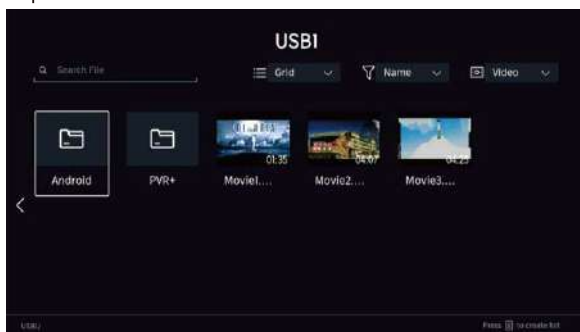 USB1
Search File
Grid
Name
Video
01:35
04:07
04:23
Android
PVR+
Movie1....
Movie2....
Movie3....
USB1/
Press to create list